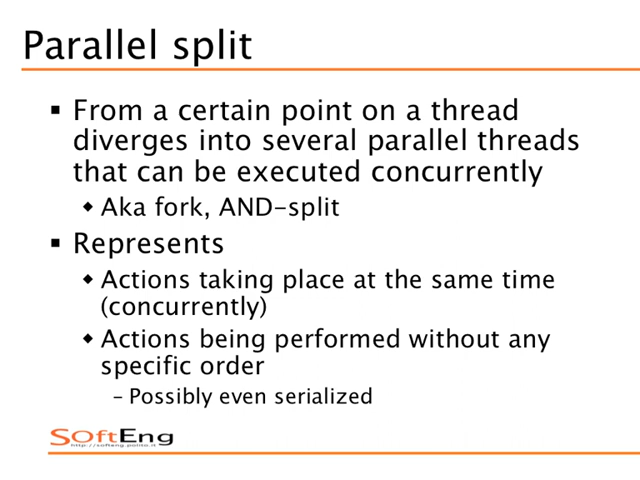 Parallel split
▪ From a certain point on a thread
diverges into several parallel threads
that can be executed concurrently
◆ Aka fork, AND-split
▪ Represents
◆ Actions taking place at the same time
(concurrently)
◆ Actions being performed without any
specific order
– Possibly even serialized
SOftEng
http://softeng.polito.it